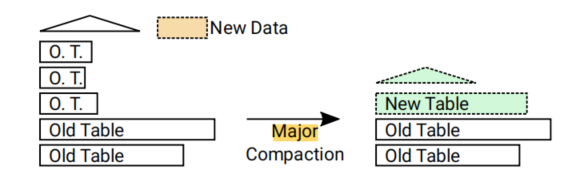 New Data
O. T.
O. T.
O. T.
Old Table
Old Table
Major
Compaction
New Table
Old Table
Old Table